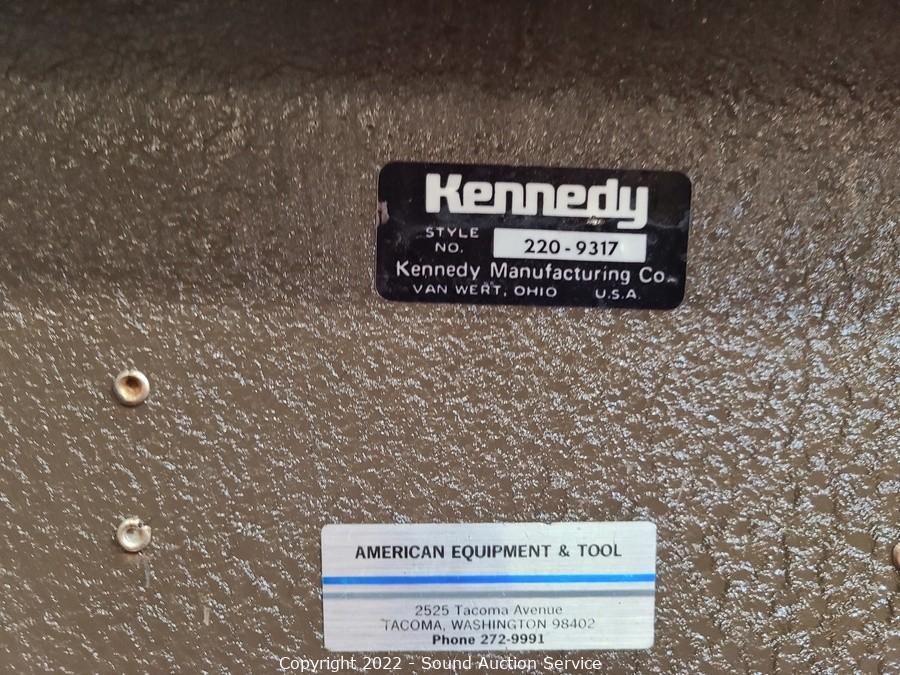 Kennedy
STYLE NO. 220-9317
Kennedy Manufacturing Co.
VAN WERT, OHIO U.S.A.
AMERICAN EQUIPMENT & TOOL
2525 Tacoma Avenue
TACOMA, WASHINGTON 98402
Phone 272-9991
Copyright 2022 - Sound Auction Service